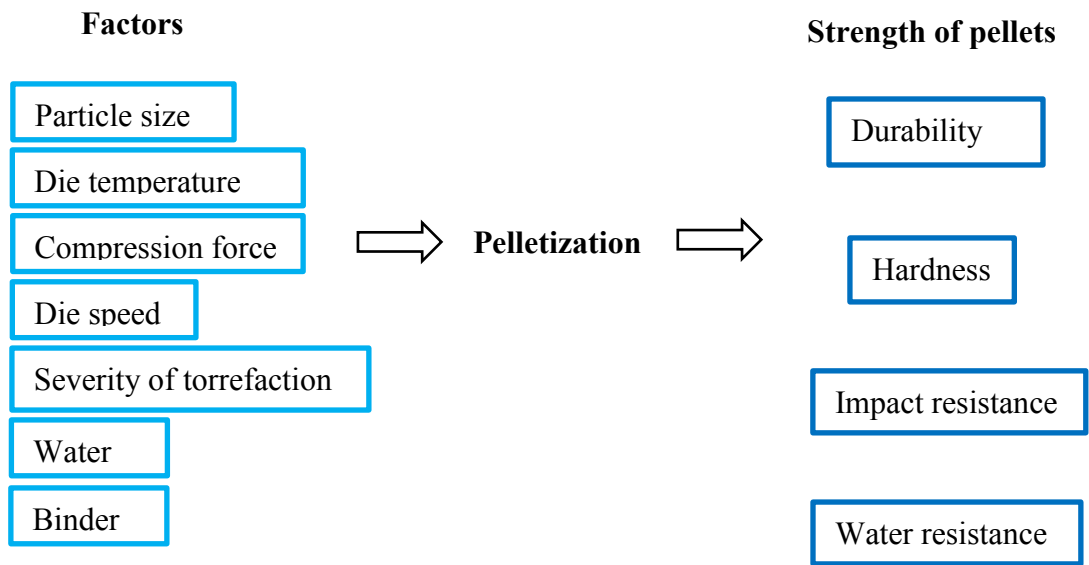 Factors
Particle size
Die temperature
Compression force
Die speed
Severity of torrefaction
Water
Binder
Pelletization
Strength of pellets
Durability
Hardness
Impact resistance
Water resistance